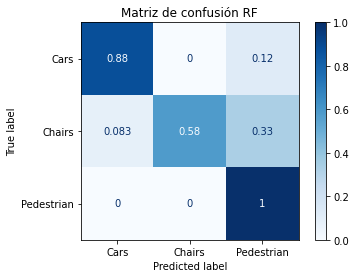 Matriz de confusión RF
1.0
Cars 0.88 0 0.12
0.8
0.6
True label
Chairs 0.083 0.58 0.33
0.4
0.2
Pedestrian 0 0 1
0.0
Cars Chairs Pedestrian
Predicted label